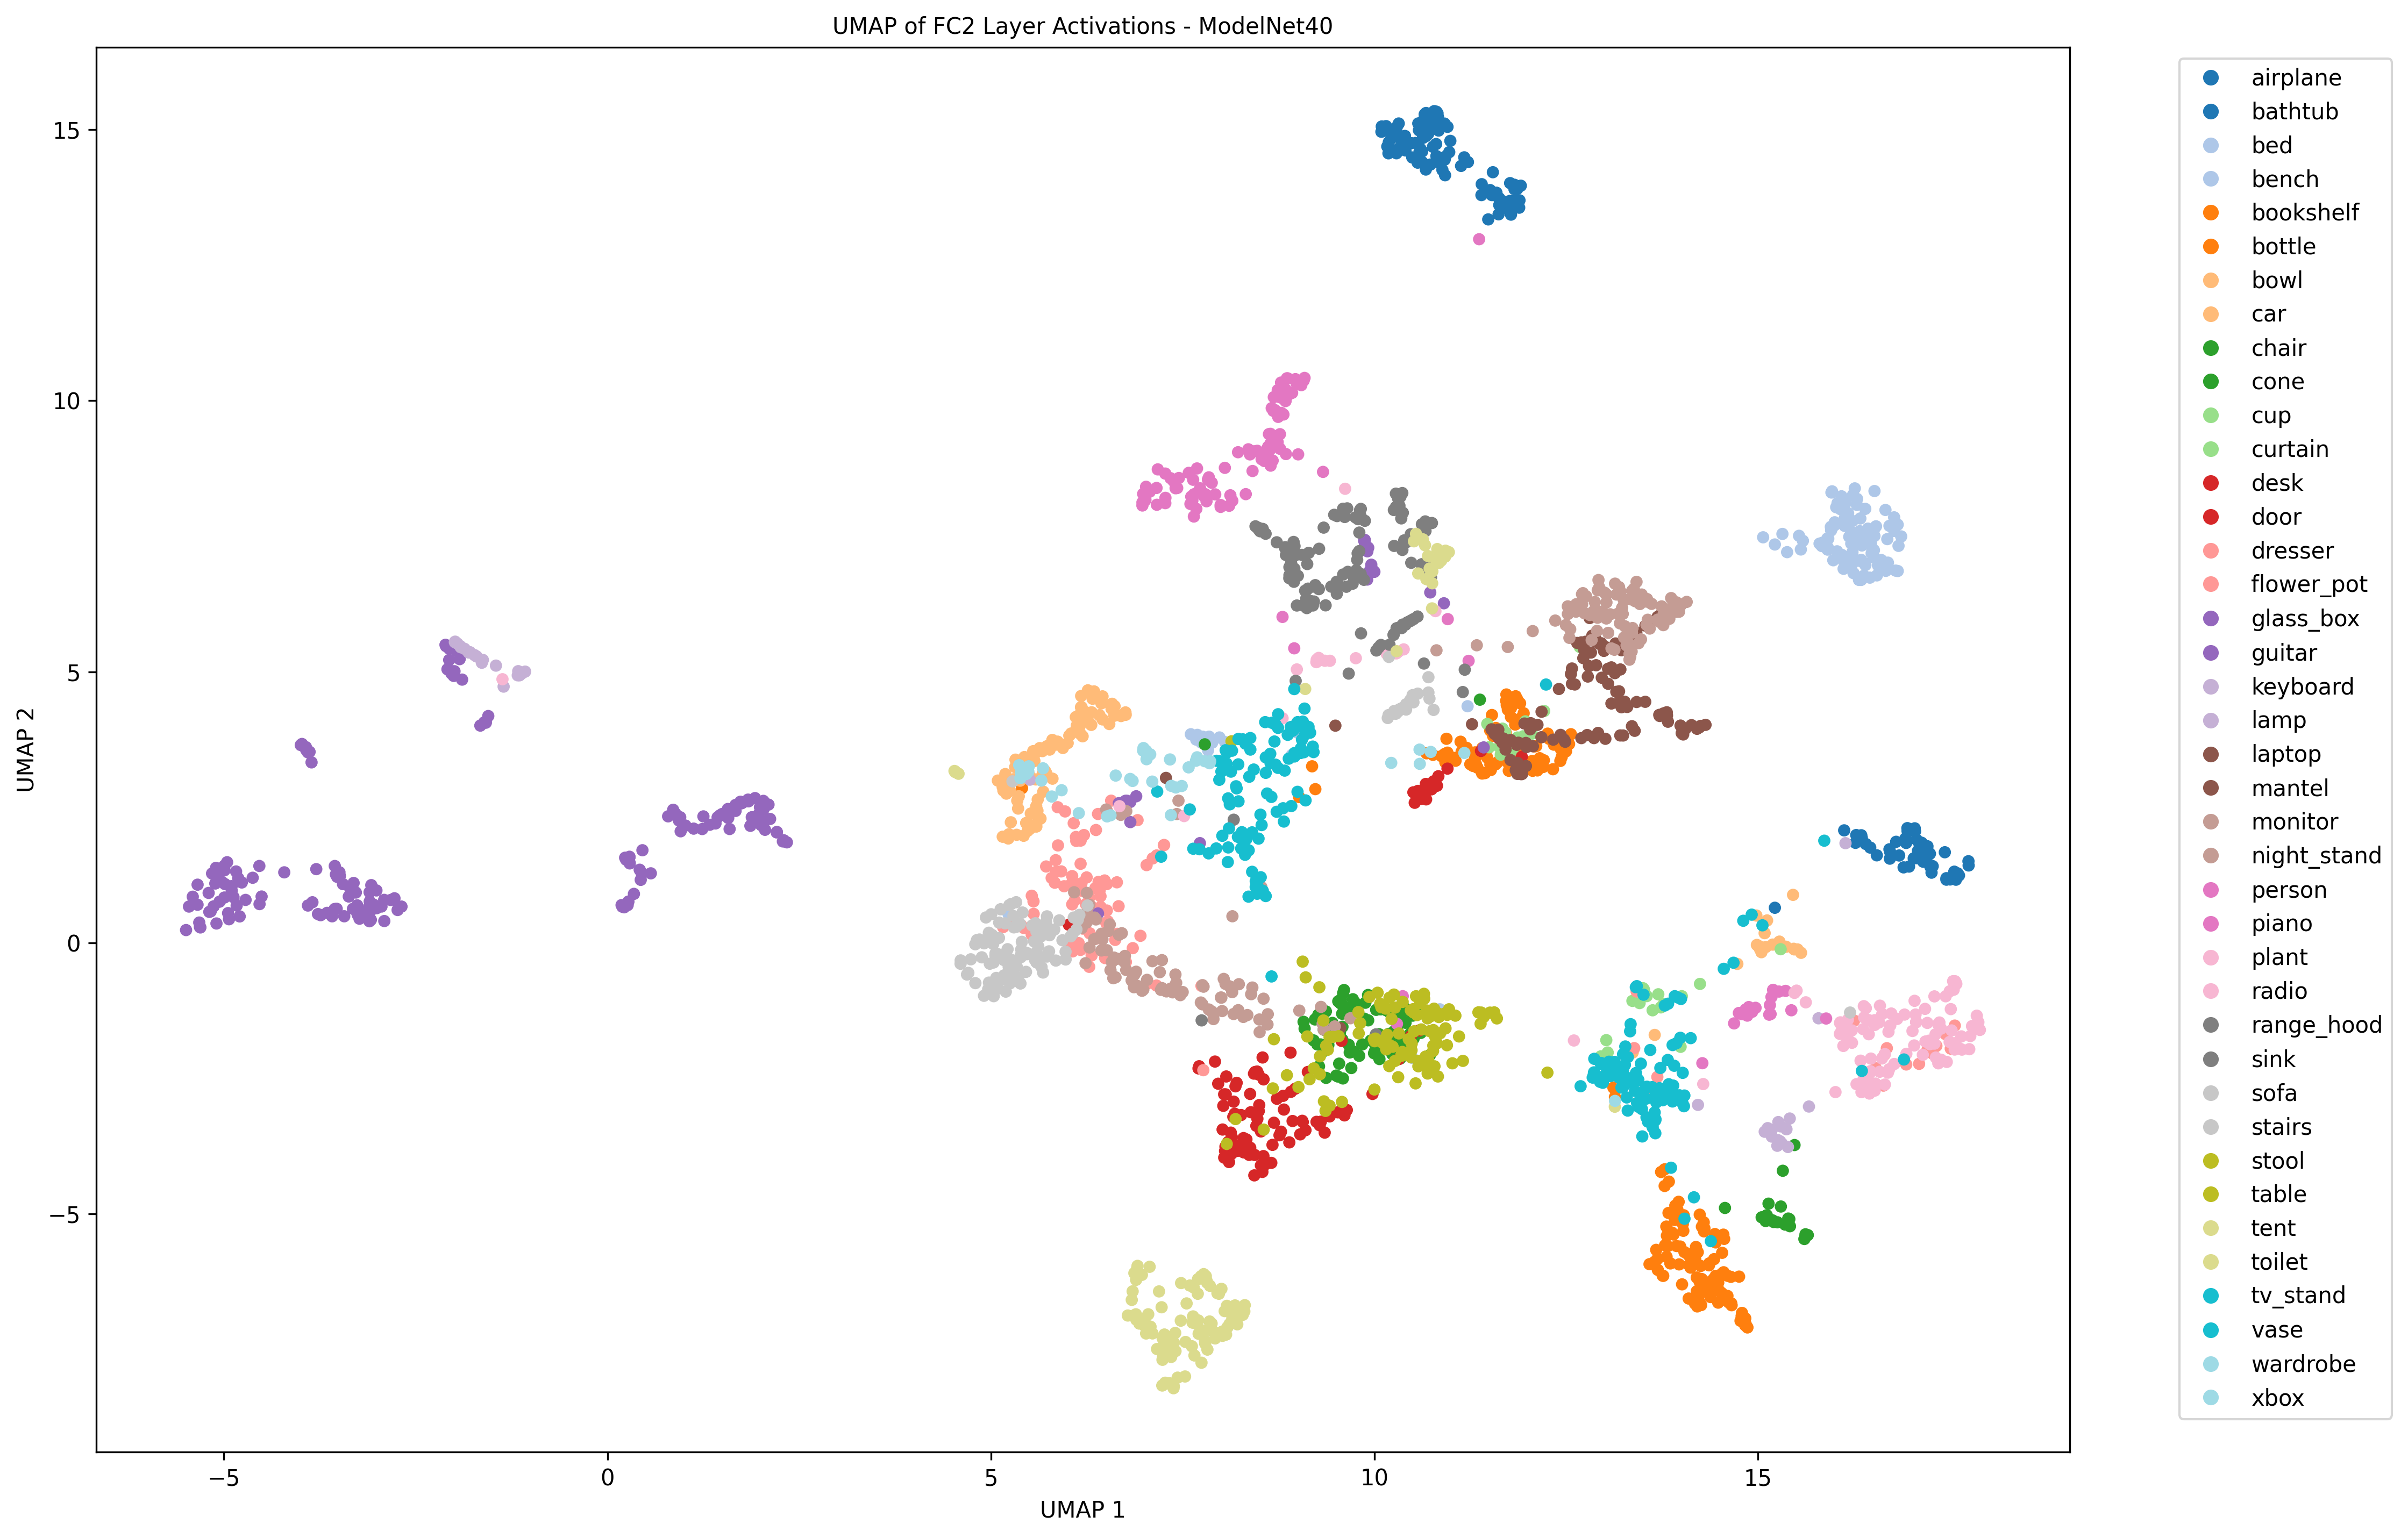 UMAP of FC2 Layer Activations - ModelNet40
15
10
5
0
−5
UMAP 2
−5
0
5
10
15
UMAP 1
airplane
bathtub
bed
bench
bookshelf
bottle
bowl
car
chair
cone
cup
curtain
desk
door
dresser
flower_pot
glass_box
guitar
keyboard
lamp
laptop
mantel
monitor
night_stand
person
piano
plant
radio
range_hood
sink
sofa
stairs
stool
table
tent
toilet
tv_stand
vase
wardrobe
xbox